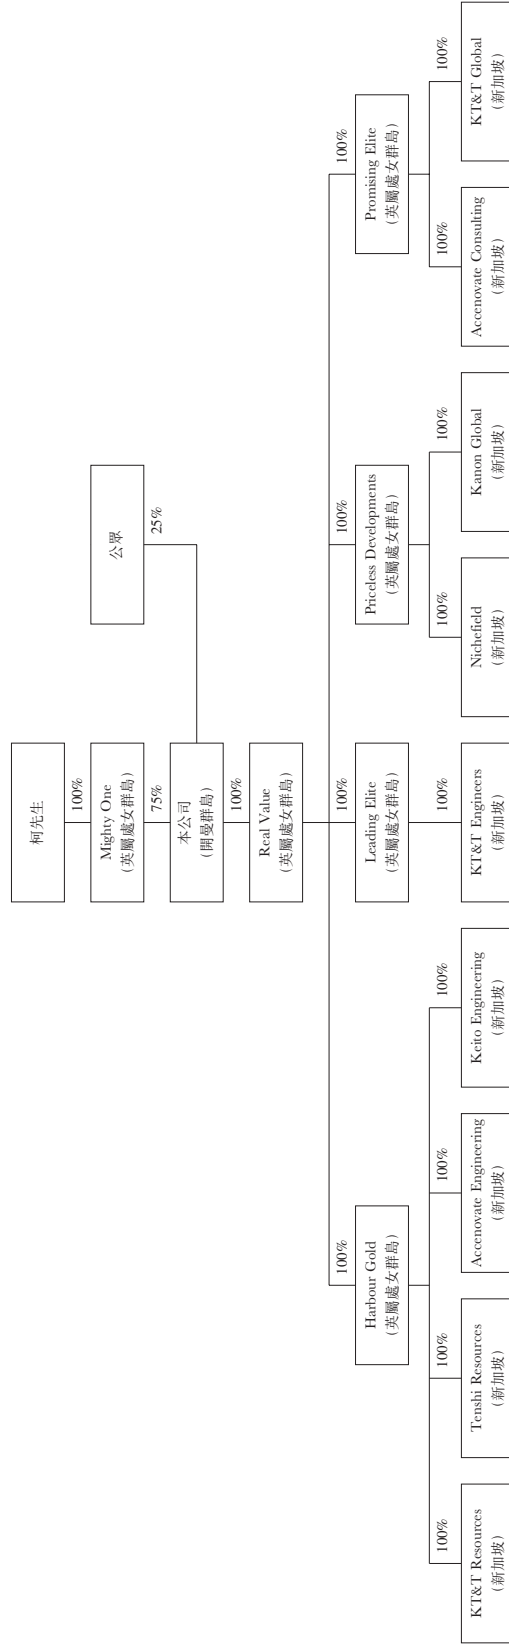 柯先生
100%
Mighty One
(英屬處女群島)
公眾
75%
25%
本公司
(開曼群島)
100%
Real Value
(英屬處女群島)
100%
100%
100%
100%
Harbour Gold
(英屬處女群島)
Leading Elite
(英屬處女群島)
Priceless Developments
(英屬處女群島)
Promising Elite
(英屬處女群島)
100%
100%
100%
100%
100%
100%
100%
100%
100%
KT&T Resources
(新加坡)
Tenshi Resources
(新加坡)
Accenovate Engineering
(新加坡)
Keito Engineering
(新加坡)
KT&T Engineers
(新加坡)
Nichefield
(新加坡)
Kanon Global
(新加坡)
Accenovate Consulting
(新加坡)
KT&T Global
(新加坡)